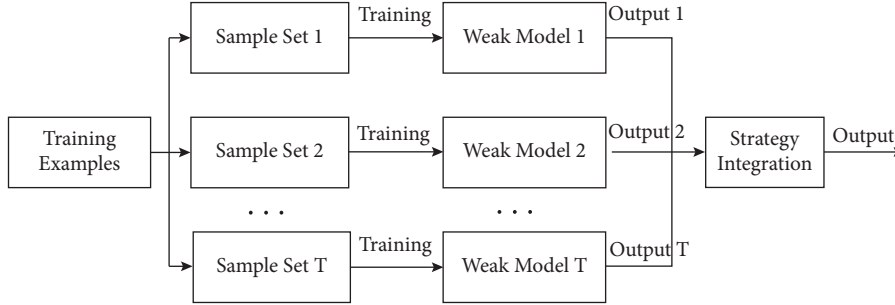 Sample Set 1
Training
Weak Model 1
Output 1
Training
Examples
Sample Set 2
Training
Weak Model 2
Output 2
Strategy
Integration
Output
. . .
. . .
Sample Set T
Training
Weak Model T
Output T